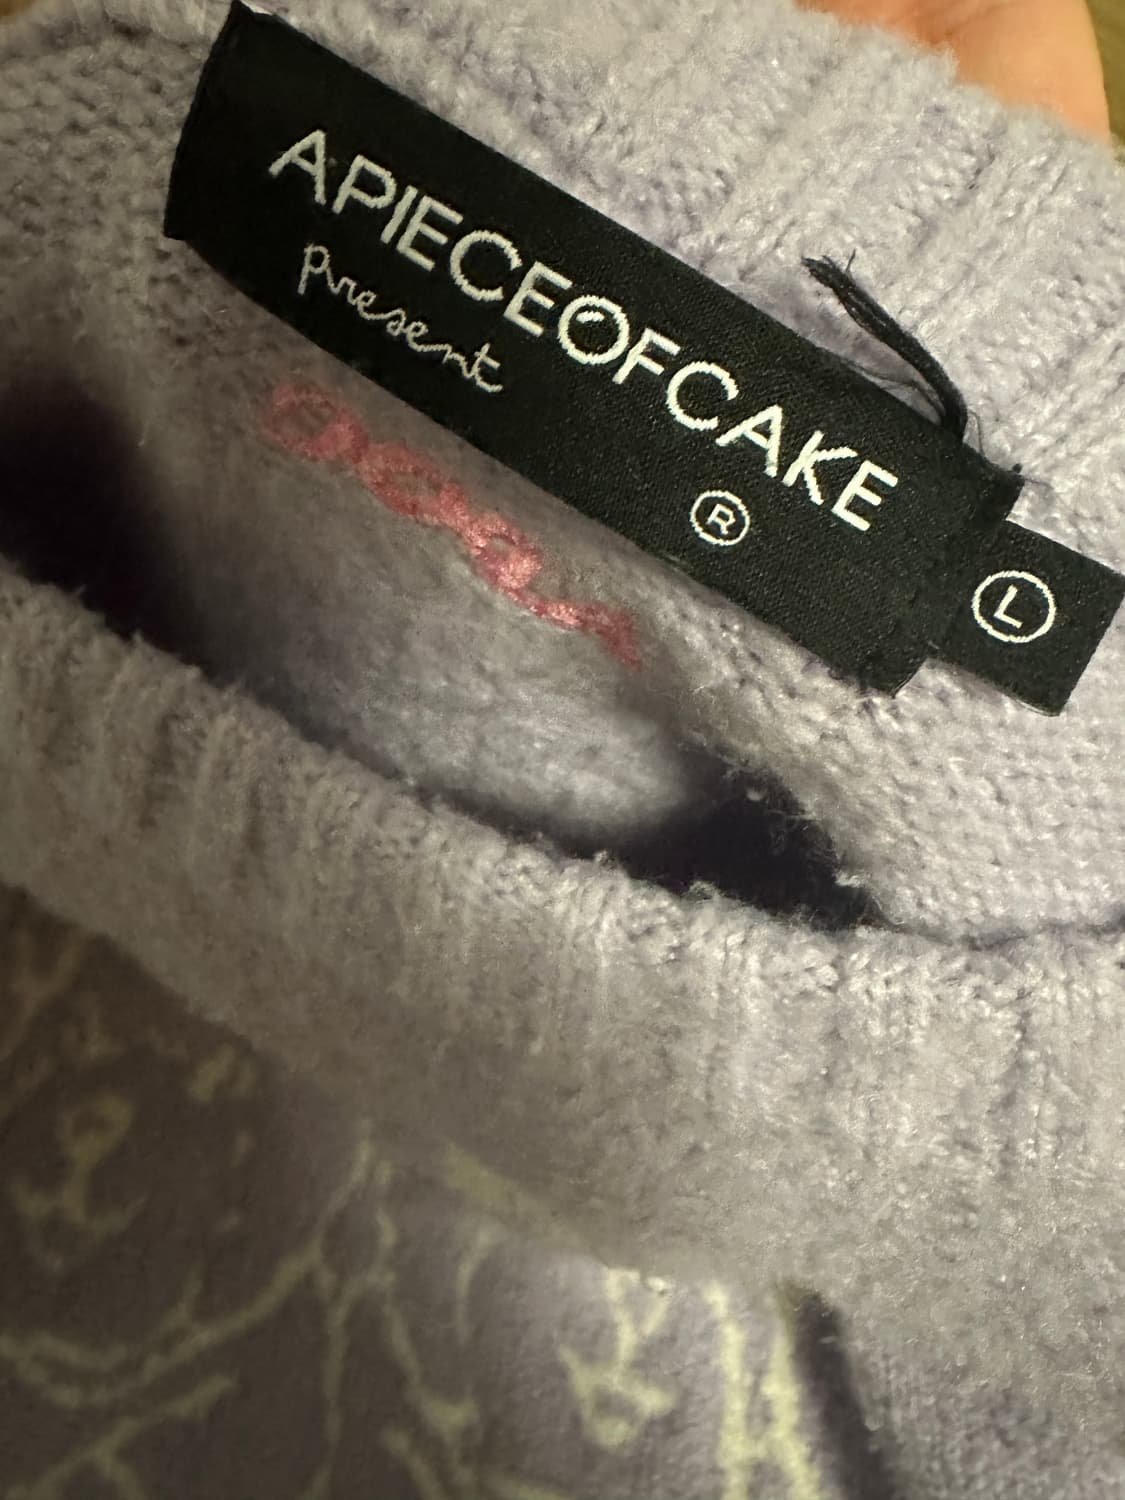 APIECEOFCAKE
present
®
L